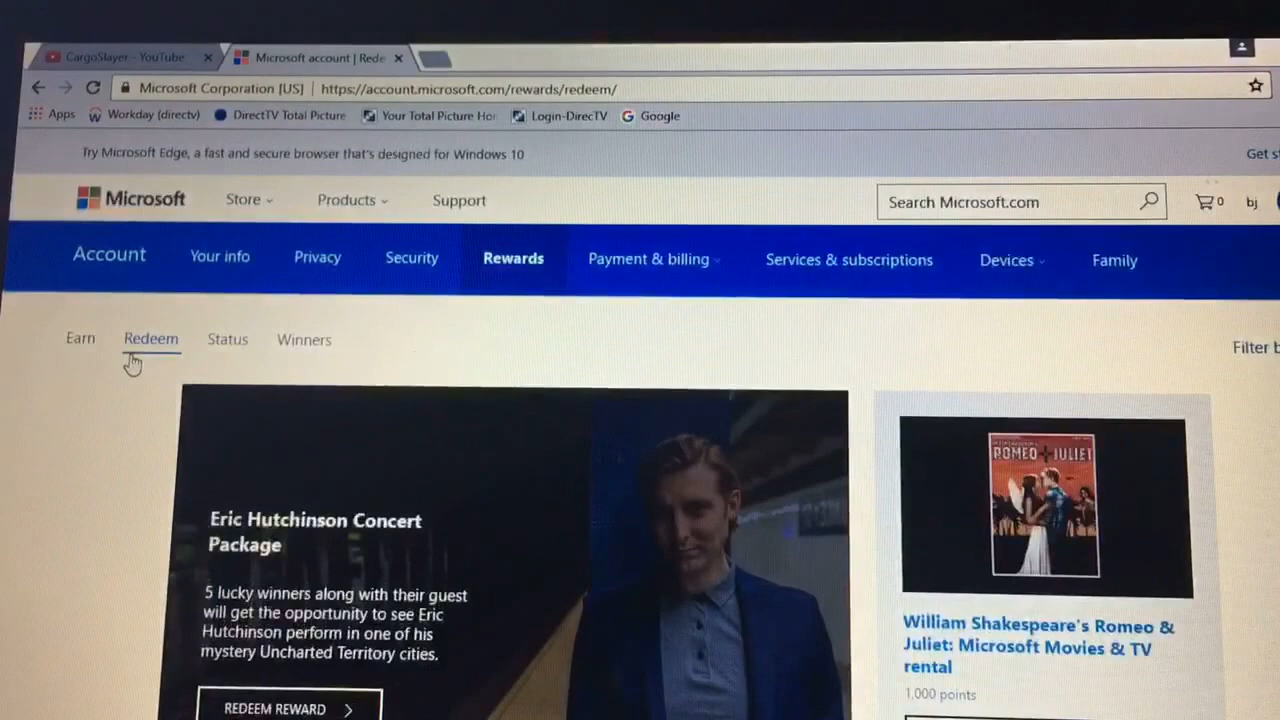 CargoSlayer - YouTube
Microsoft account | Rede
Microsoft Corporation [US] | https://account.microsoft.com/rewards/redeem/
Apps Workday (directv) DirectTV Total Picture Your Total Picture Hor Login-DirecTV Google
Try Microsoft Edge, a fast and secure browser that's designed for Windows 10
Get s
Microsoft Store Products Support
Search Microsoft.com
0 bj
Account Your info Privacy Security Rewards Payment & billing Services & subscriptions Devices Family
Earn Redeem Status Winners
Filter b
Eric Hutchinson Concert
Package
5 lucky winners along with their guest
will get the opportunity to see Eric
Hutchinson perform in one of his
mystery Uncharted Territory cities.
REDEEM REWARD
ROMEO + JULIET
William Shakespeare's Romeo &
Juliet: Microsoft Movies & TV
rental
1,000 points